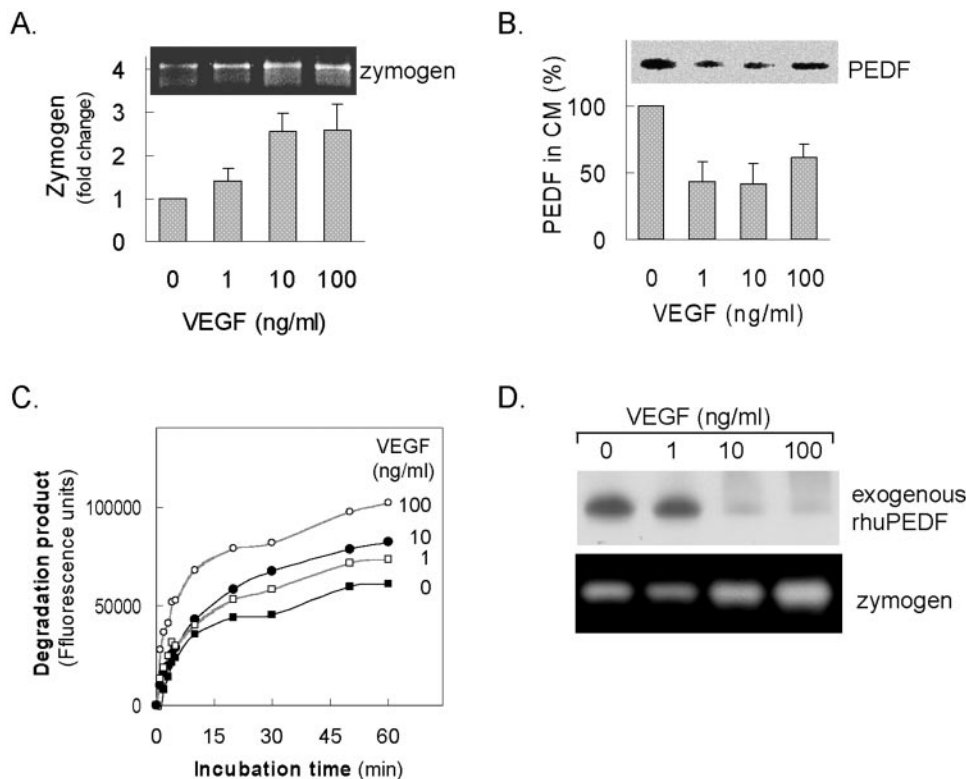 A.
zymogen
4
3
2
1
0
Zymogen
(fold change)
0 1 10 100
VEGF (ng/ml)
B.
PEDF
100
50
0
PEDF in CM (%)
0 1 10 100
VEGF (ng/ml)
C.
VEGF
(ng/ml)
100
10
1
0
100000
50000
0
Degradation product
(Ffluorescence units)
0 15 30 45 60
Incubation time (min)
D.
VEGF (ng/ml)
0 1 10 100
exogenous
rhuPEDF
zymogen